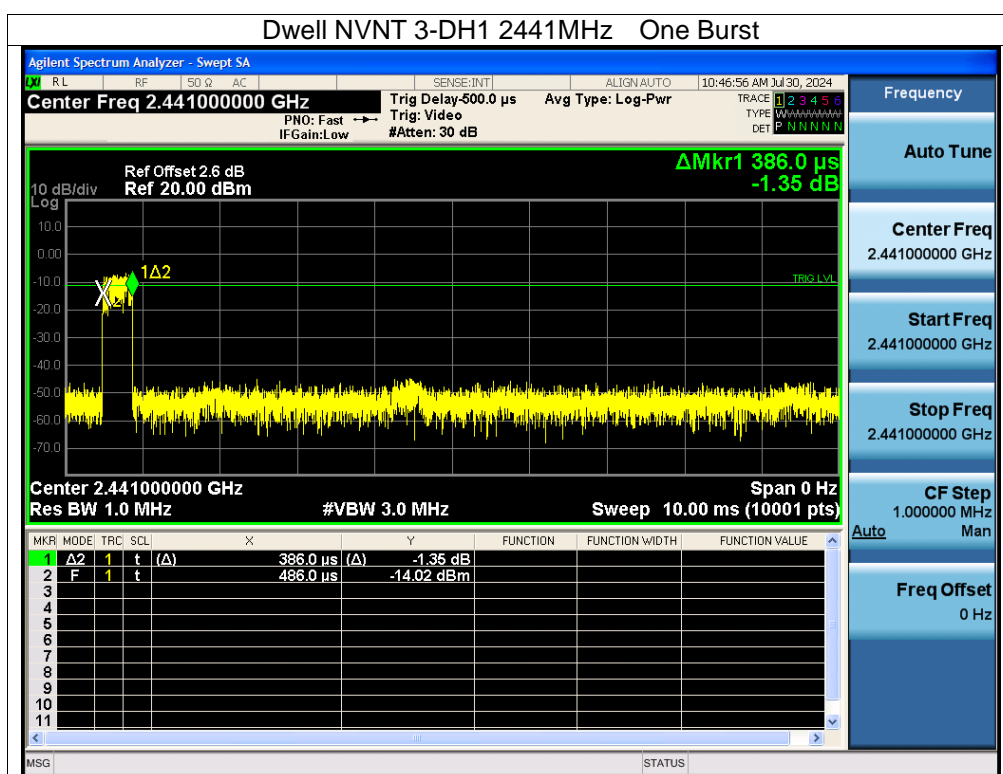 Dwell NVNT 3-DH1 2441MHz One Burst
Agilent Spectrum Analyzer - Swept SA
LXI RL RF 50 Ω AC SENSE:INT ALIGN AUTO 10:46:56 AM Jul 30, 2024
Center Freq 2.441000000 GHz
PNO: Fast
IFGain:Low
Trig Delay-500.0 µs
Trig: Video
#Atten: 30 dB
Avg Type: Log-Pwr
TRACE 1 2 3 4 5 6
TYPE WWWWWW
DET P N N N N N
ΔMkr1 386.0 µs
-1.35 dB
Ref Offset 2.6 dB
10 dB/div Ref 20.00 dBm
Log
10.0
0.00
-10.0
-20.0
-30.0
-40.0
-50.0
-60.0
-70.0
1Δ2
TRIG LVL
Center 2.441000000 GHz Span 0 Hz
Res BW 1.0 MHz #VBW 3.0 MHz Sweep 10.00 ms (10001 pts)
MKR MODE TRC SCL X Y FUNCTION FUNCTION WIDTH FUNCTION VALUE
1 Δ2 1 t (Δ) 386.0 µs (Δ) -1.35 dB
2 F 1 t 486.0 µs -14.02 dBm
3
4
5
6
7
8
9
10
11
MSG STATUS
Frequency
Auto Tune
Center Freq
2.441000000 GHz
Start Freq
2.441000000 GHz
Stop Freq
2.441000000 GHz
CF Step
1.000000 MHz
Auto Man
Freq Offset
0 Hz